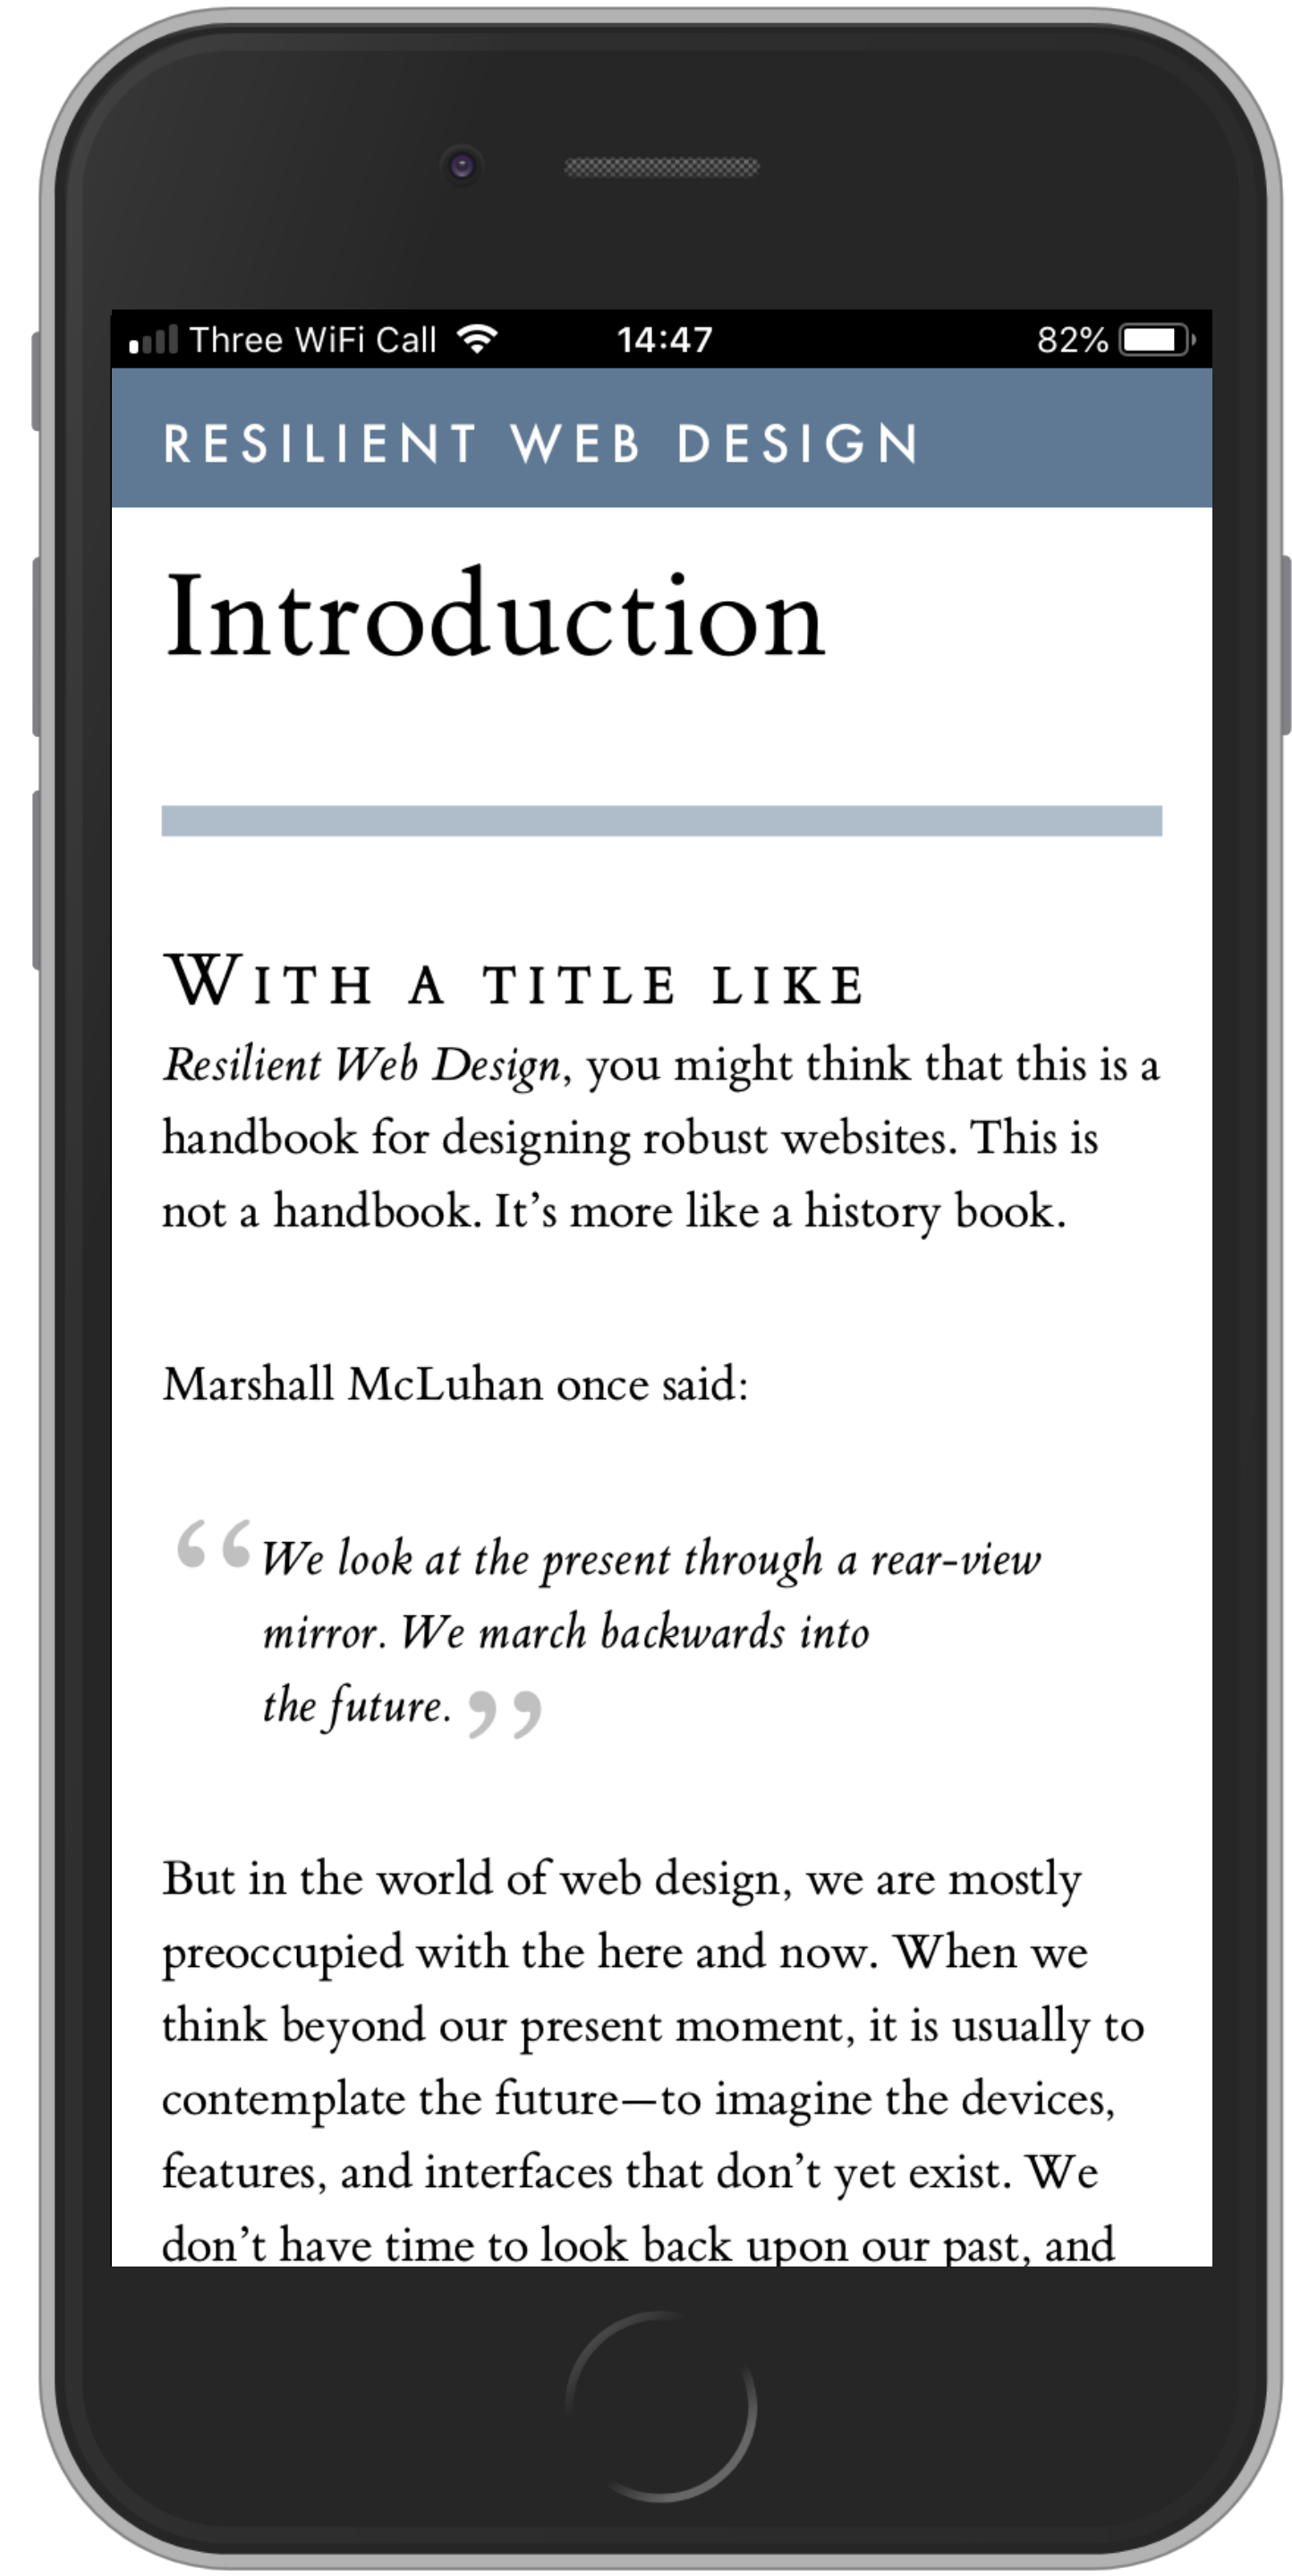 Three WiFi Call 14:47 82%
RESILIENT WEB DESIGN
Introduction
WITH A TITLE LIKE
Resilient Web Design, you might think that this is a
handbook for designing robust websites. This is
not a handbook. It’s more like a history book.
Marshall McLuhan once said:
“We look at the present through a rear-view
mirror. We march backwards into
the future.”
But in the world of web design, we are mostly
preoccupied with the here and now. When we
think beyond our present moment, it is usually to
contemplate the future—to imagine the devices,
features, and interfaces that don’t yet exist. We
don’t have time to look back upon our past, and